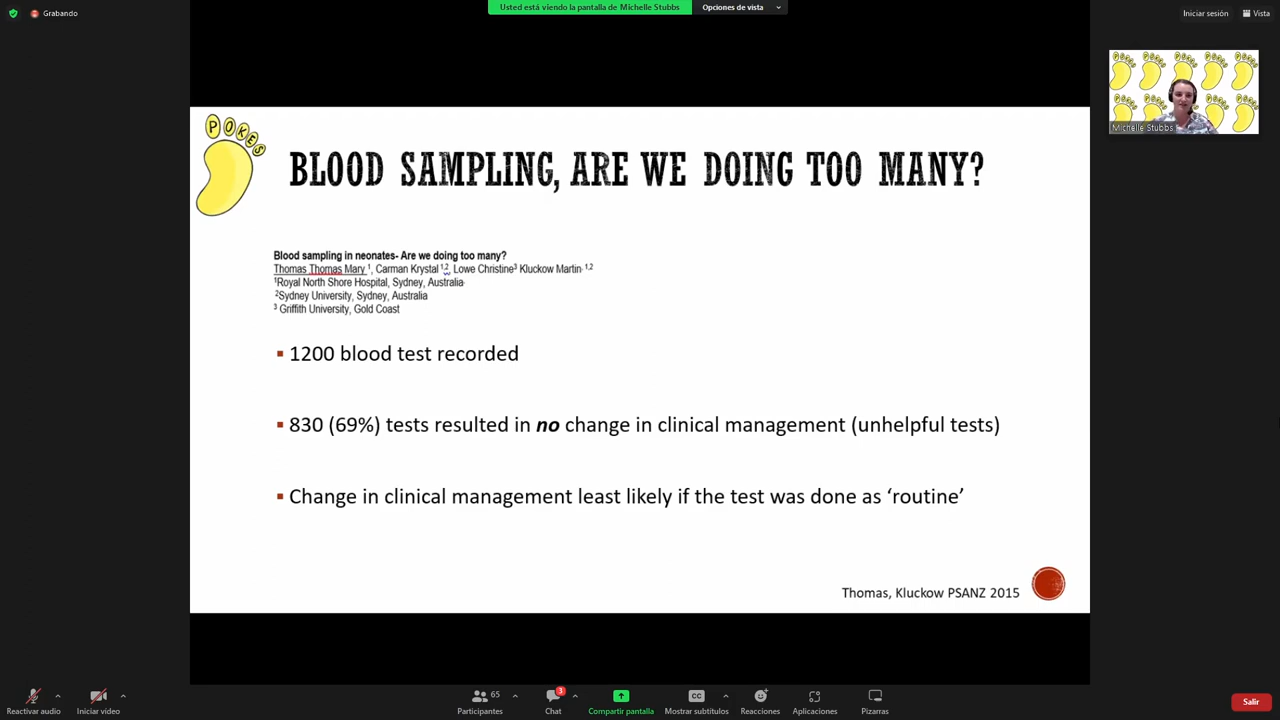 Grabando
Usted está viendo la pantalla de Michelle Stubbs
Opciones de vista
Iniciar sesión
Vista
Michelle Stubbs
POKES
BLOOD SAMPLING, ARE WE DOING TOO MANY?
Blood sampling in neonates- Are we doing too many?
Thomas Thomas Mary 1, Carman Krystal 1,2, Lowe Christine3 Kluckow Martin 1,2
1Royal North Shore Hospital, Sydney, Australia
2Sydney University, Sydney, Australia
3 Griffith University, Gold Coast
▪ 1200 blood test recorded
▪ 830 (69%) tests resulted in no change in clinical management (unhelpful tests)
▪ Change in clinical management least likely if the test was done as ‘routine’
Thomas, Kluckow PSANZ 2015
Reactivar audio
Iniciar video
65
Participantes
3
Chat
Compartir pantalla
CC
Mostrar subtítulos
Reacciones
Aplicaciones
Pizarras
Salir